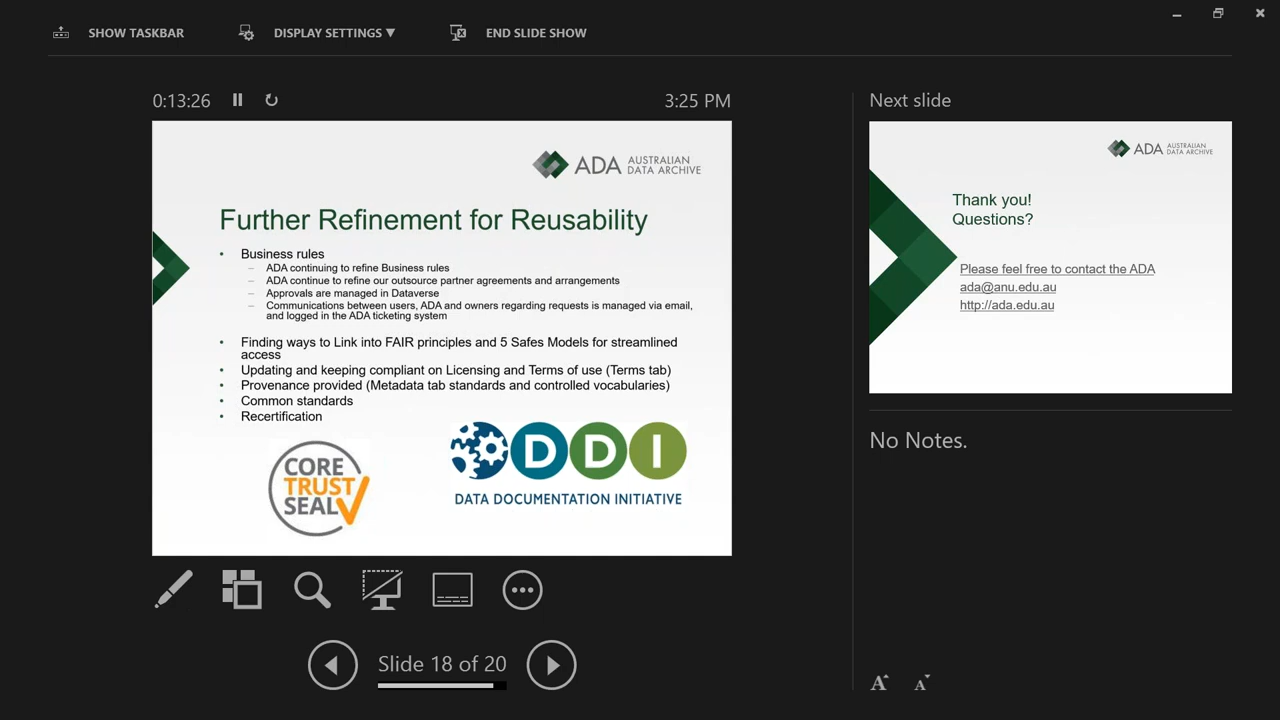 SHOW TASKBAR
DISPLAY SETTINGS ▼
END SLIDE SHOW
0:13:26
3:25 PM
ADA AUSTRALIAN
DATA ARCHIVE
Further Refinement for Reusability
• Business rules
– ADA continuing to refine Business rules
– ADA continue to refine our outsource partner agreements and arrangements
– Approvals are managed in Dataverse
– Communications between users, ADA and owners regarding requests is managed via email,
and logged in the ADA ticketing system
• Finding ways to Link into FAIR principles and 5 Safes Models for streamlined
access
• Updating and keeping compliant on Licensing and Terms of use (Terms tab)
• Provenance provided (Metadata tab standards and controlled vocabularies)
• Common standards
• Recertification
CORE
TRUST
SEAL
DDI
DATA DOCUMENTATION INITIATIVE
Slide 18 of 20
Next slide
ADA AUSTRALIAN
DATA ARCHIVE
Thank you!
Questions?
Please feel free to contact the ADA
ada@anu.edu.au
http://ada.edu.au
No Notes.
A
A